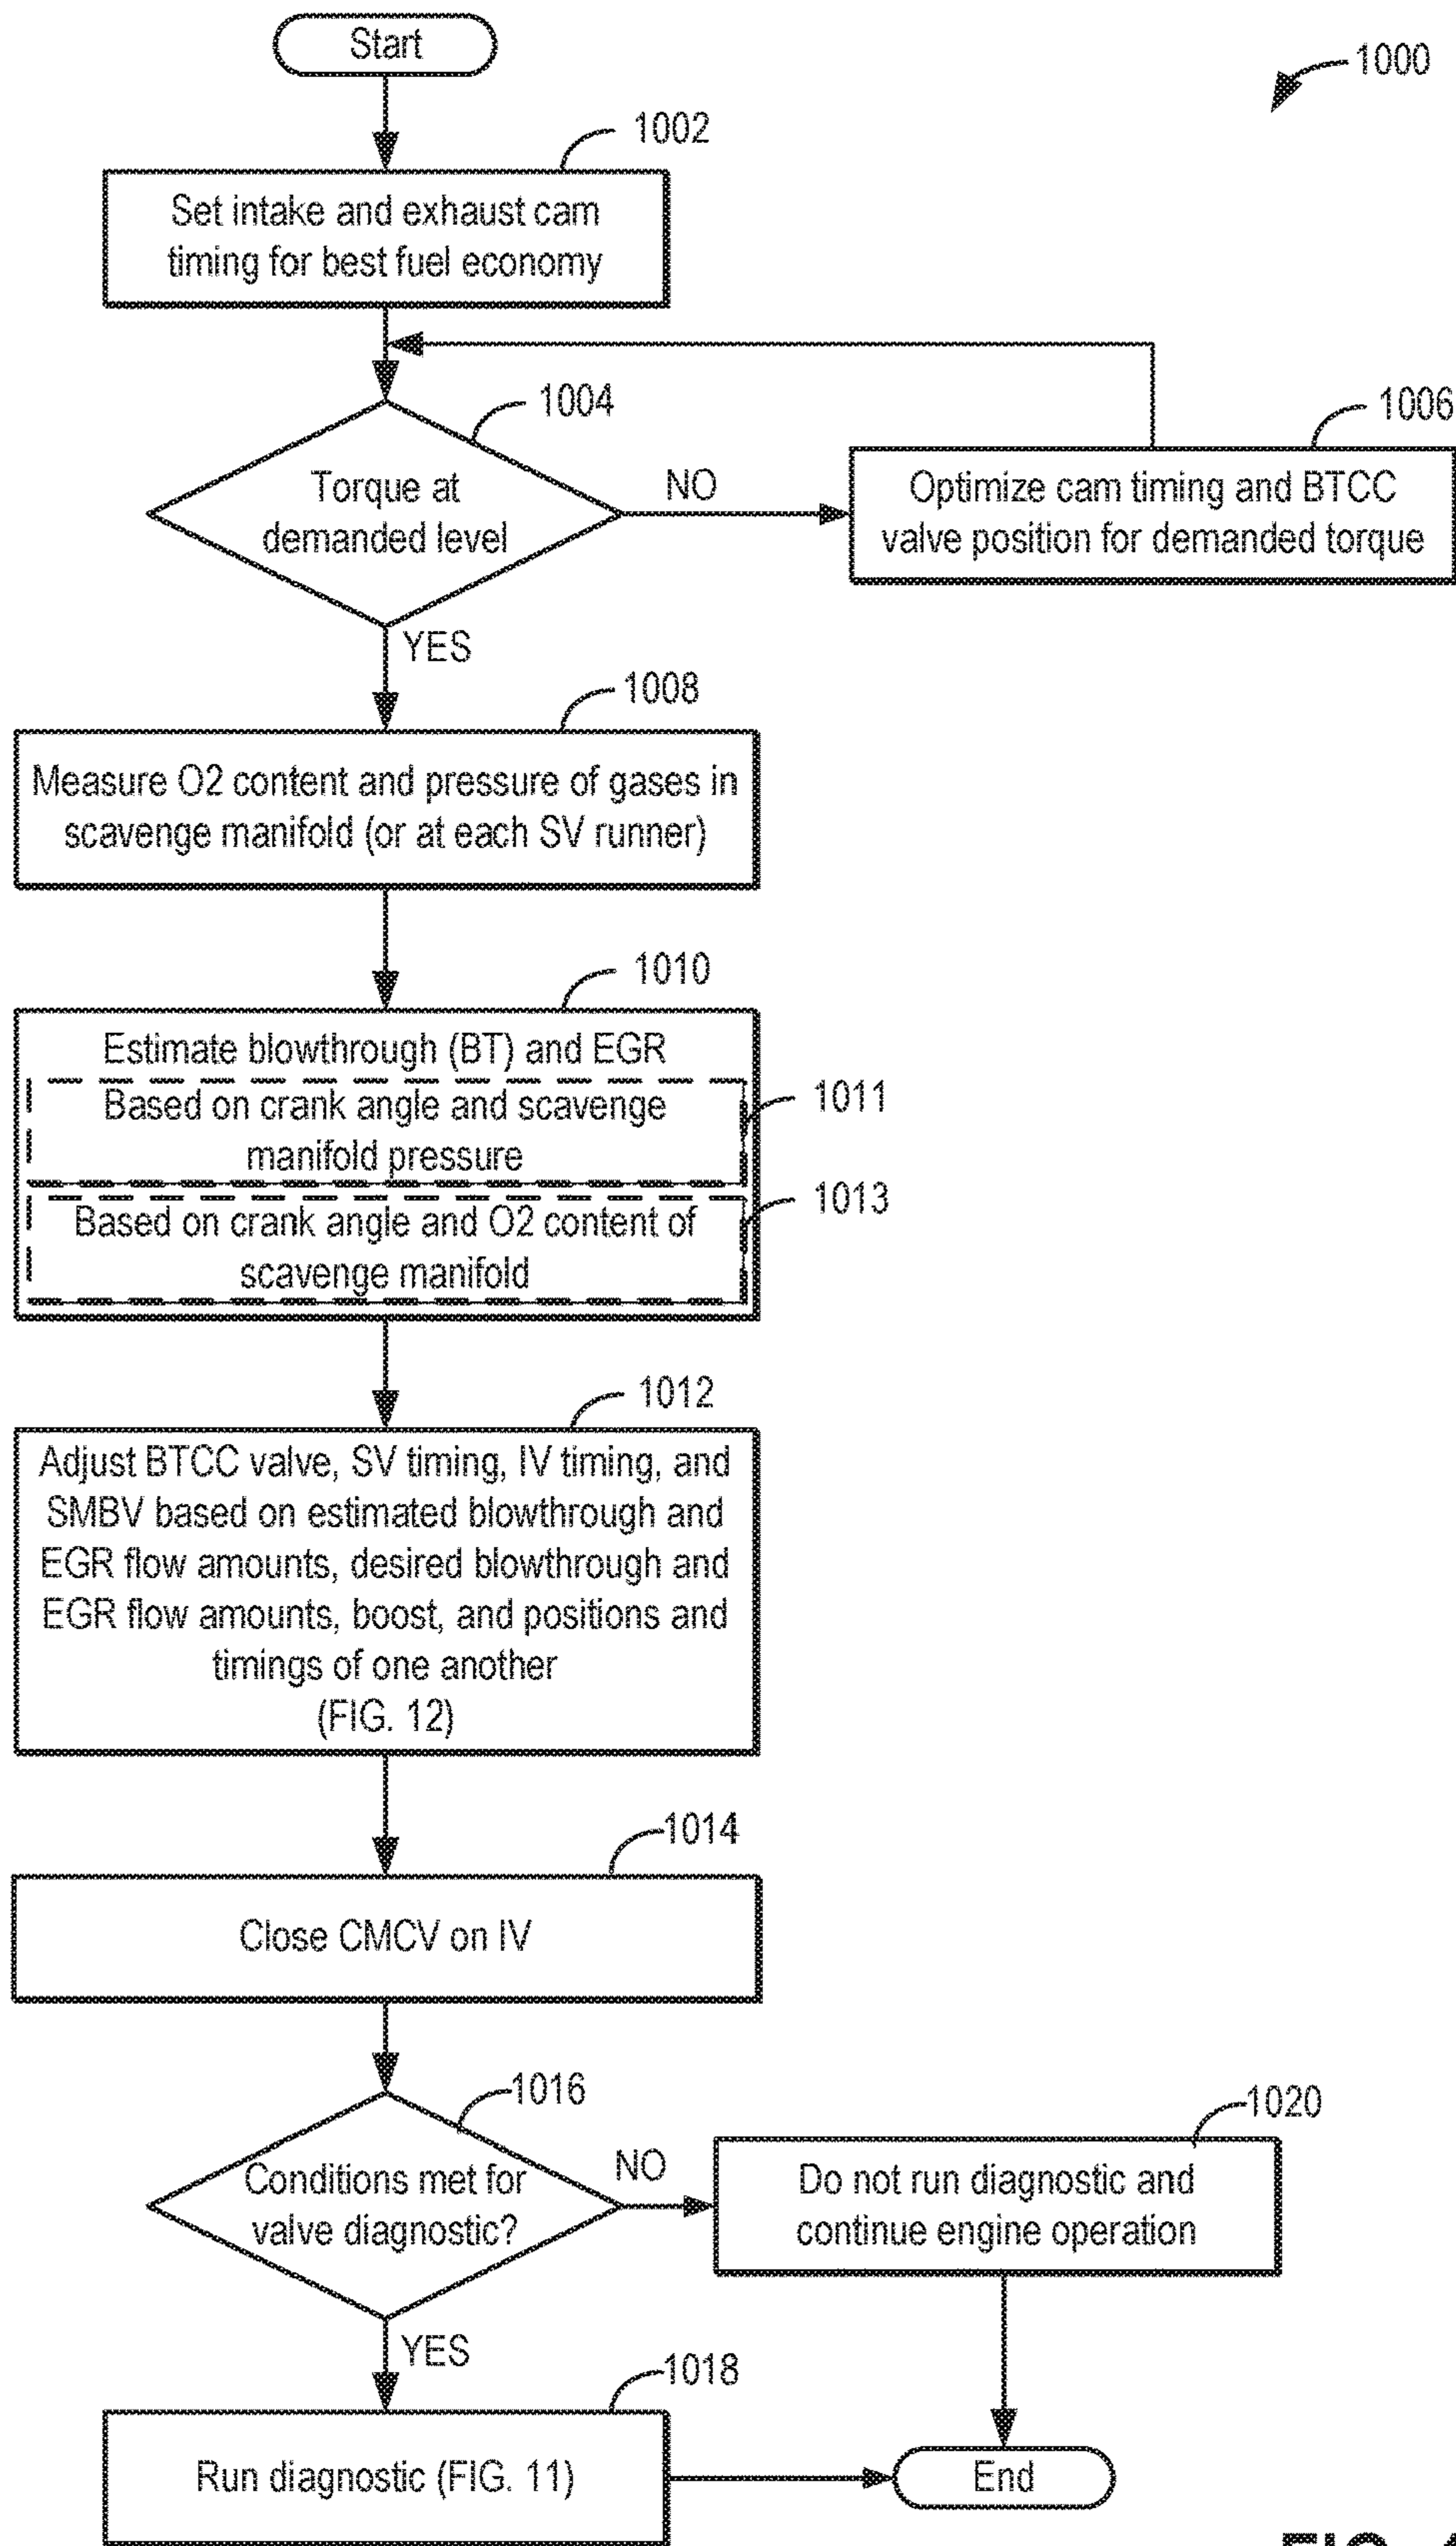 Start
1000
1002
Set intake and exhaust cam
timing for best fuel economy
1004
Torque at
demanded level
NO
YES
1006
Optimize cam timing and BTCC
valve position for demanded torque
1008
Measure O2 content and pressure of gases in
scavenge manifold (or at each SV runner)
1010
Estimate blowthrough (BT) and EGR
Based on crank angle and scavenge
manifold pressure
1011
Based on crank angle and O2 content of
scavenge manifold
1013
1012
Adjust BTCC valve, SV timing, IV timing, and
SMBV based on estimated blowthrough and
EGR flow amounts, desired blowthrough and
EGR flow amounts, boost, and positions and
timings of one another
(FIG. 12)
1014
Close CMCV on IV
1016
Conditions met for
valve diagnostic?
NO
YES
1020
Do not run diagnostic and
continue engine operation
1018
Run diagnostic (FIG. 11)
End